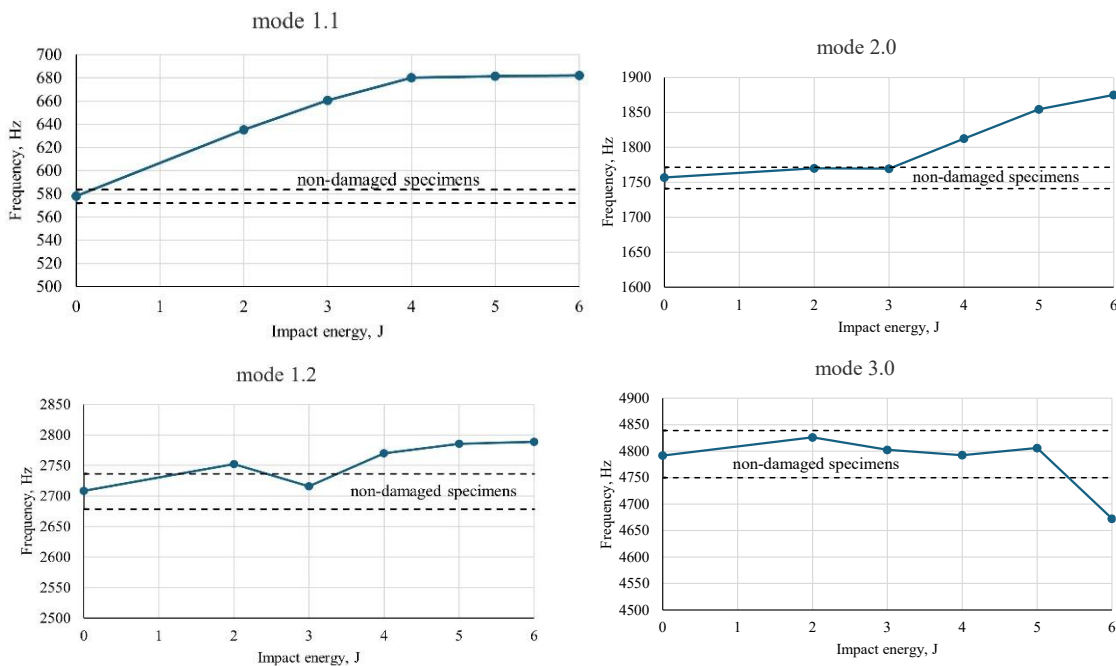 mode 1.1
700
680
660
640
620
600
580
560
540
520
500
Frequency, Hz
non-damaged specimens
0 1 2 3 4 5 6
Impact energy, J
mode 2.0
1900
1850
1800
1750
1700
1650
1600
Frequency, Hz
non-damaged specimens
0 1 2 3 4 5 6
Impact energy, J
mode 1.2
2850
2800
2750
2700
2650
2600
2550
2500
Frequency, Hz
non-damaged specimens
0 1 2 3 4 5 6
Impact energy, J
mode 3.0
4900
4850
4800
4750
4700
4650
4600
4550
4500
Frequency, Hz
non-damaged specimens
0 1 2 3 4 5 6
Impact energy, J